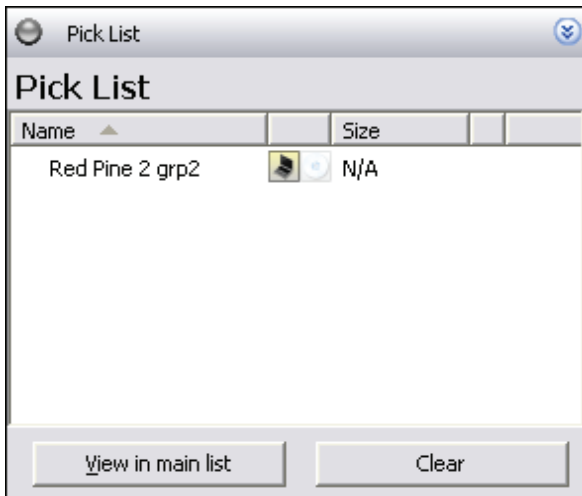 Pick List
Pick List
Name Size
Red Pine 2 grp2 N/A
View in main list Clear